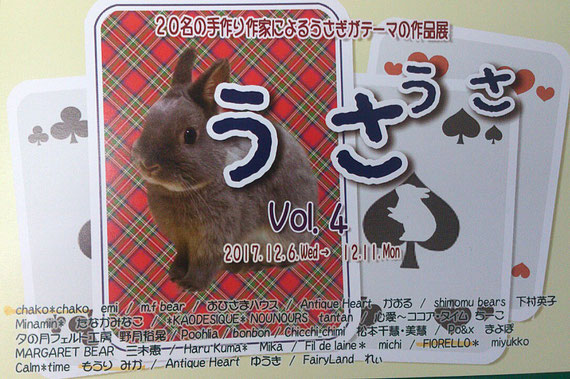 20名の手作り作家によるうさぎがテーマの作品展
うさうさ
Vol. 4
2017.12.6.Wed→ 12.11.Mon
chako*chako emi / m.f bear / おひさまハウス / Antique Heart かおる / shimomu bears 下村英子
Minamin* たなかみなこ / *KAODESIQUE* NOUNOURS tantan / 心愛~ココア・タイム ちーこ
夕の月フェルト工房 野月裕晃 / Poohlia / bonbon / Chicchi-chimi 松本千慧・美慧 / Po&x まよぽ
MARGARET BEAR 三木恵一 / Haru*Kuma* Mika / Fil de laine* michi / FIORELLO* miyukko
Calm*time もうり みか / Antique Heart ゆうき / FairyLand れい